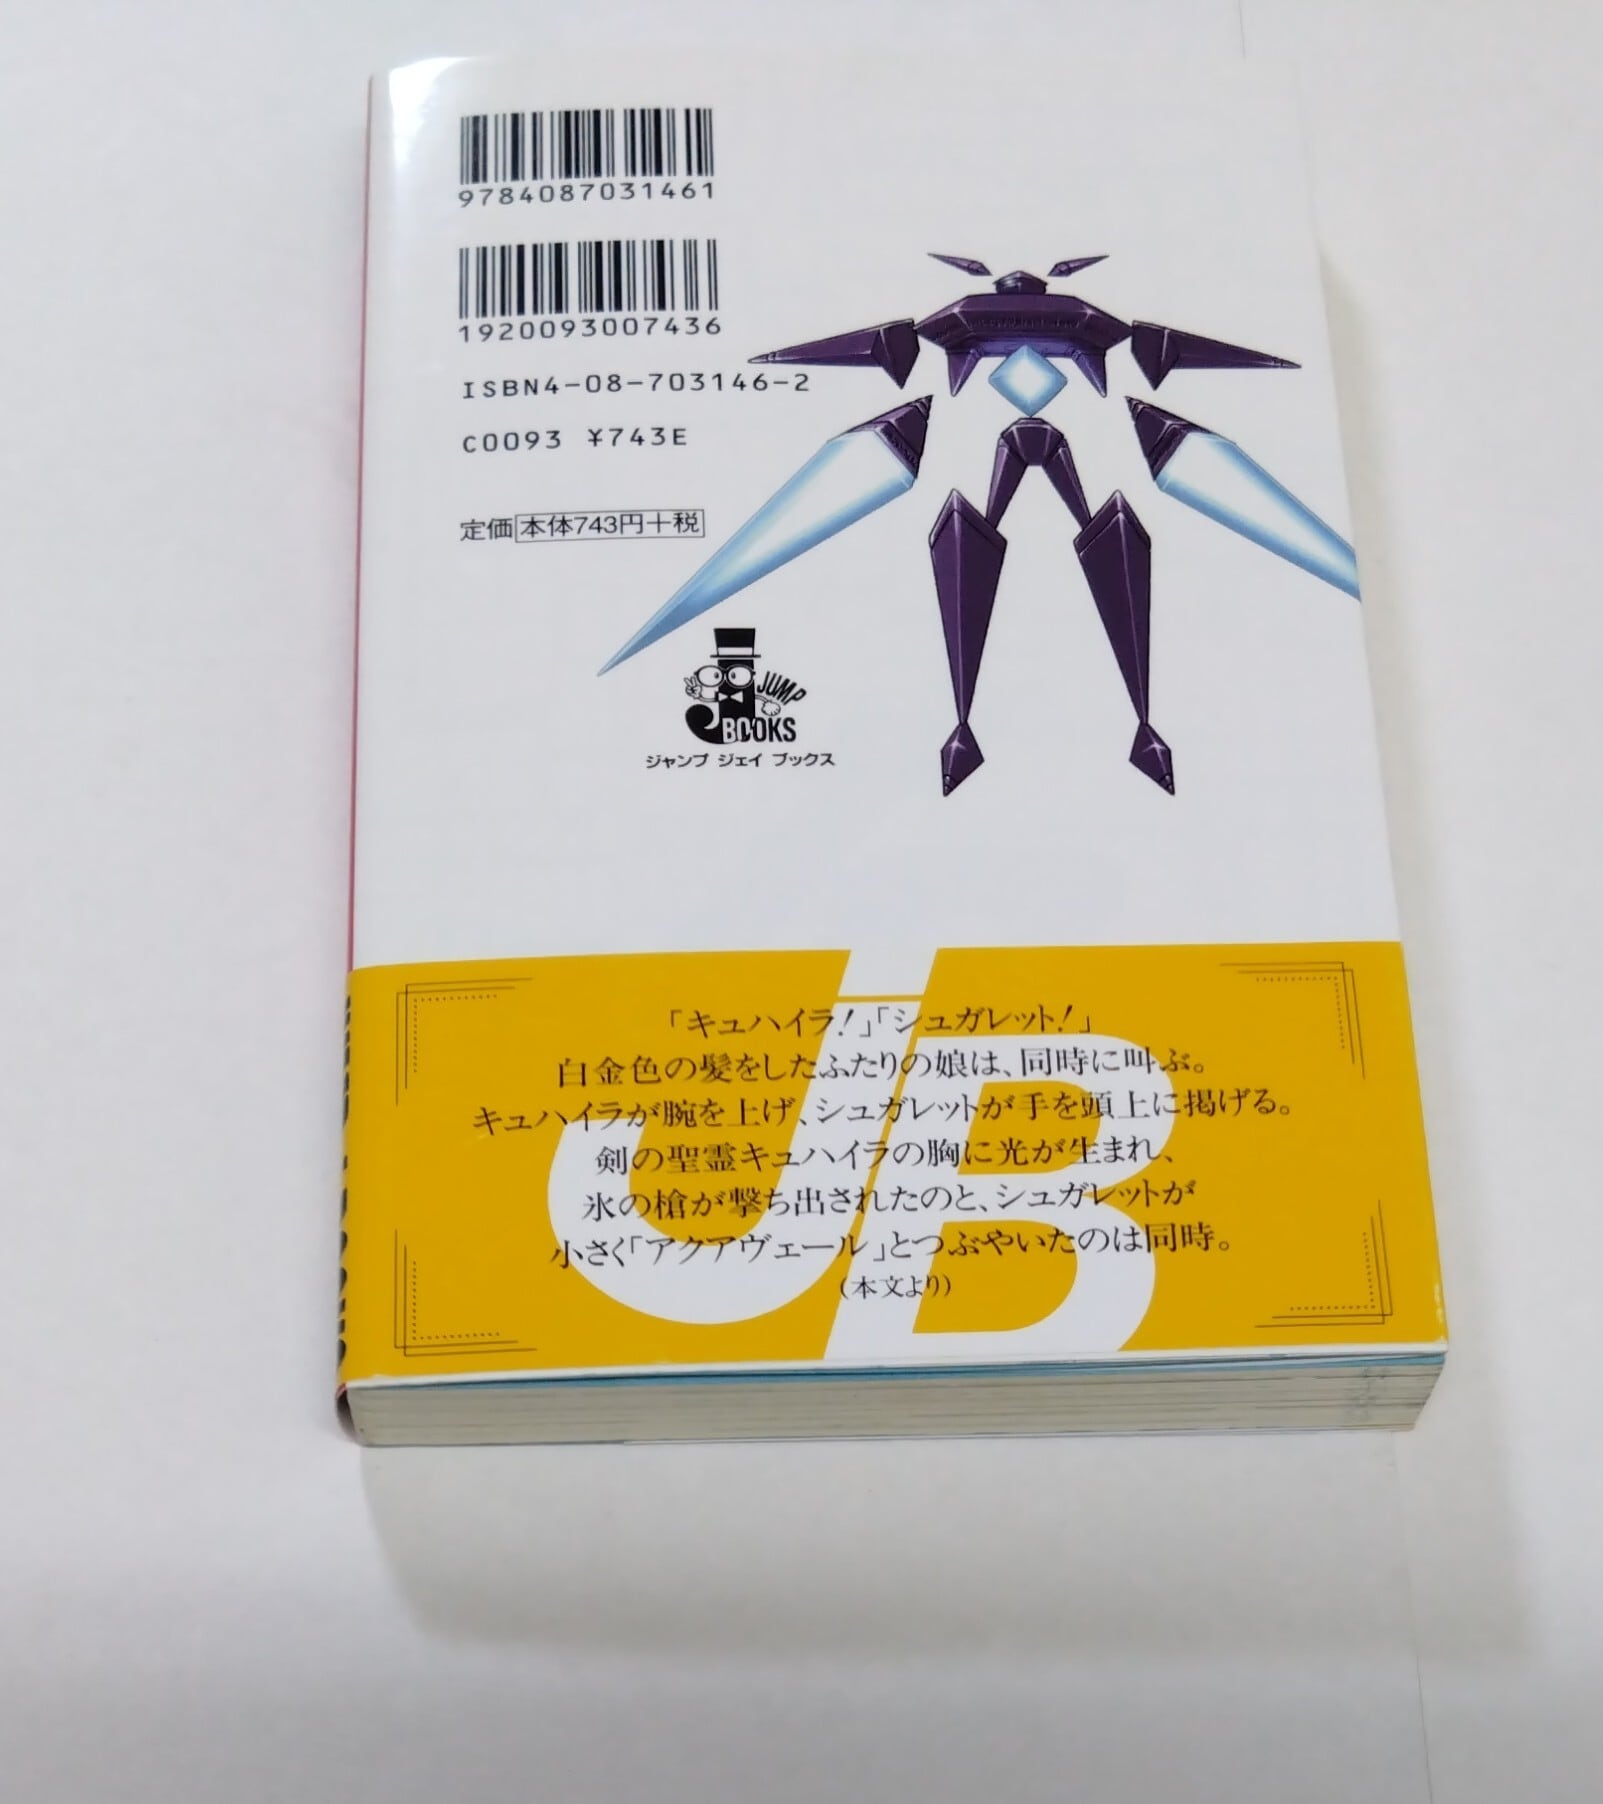 9784087031461
1920093007436
ISBN4-08-703146-2
C0093 ¥743E
定価 本体743円+税
JUMP
J BOOKS
ジャンプ ジェイ ブックス
JB
「キュハイラ!」「シュガレット!」
白金色の髪をしたふたりの娘は、同時に叫ぶ。
キュハイラが腕を上げ、シュガレットが手を頭上に掲げる。
剣の聖霊キュハイラの胸に光が生まれ、
氷の槍が撃ち出されたのと、シュガレットが
小さく「アクアヴェール」とつぶやいたのは同時。
(本文より)